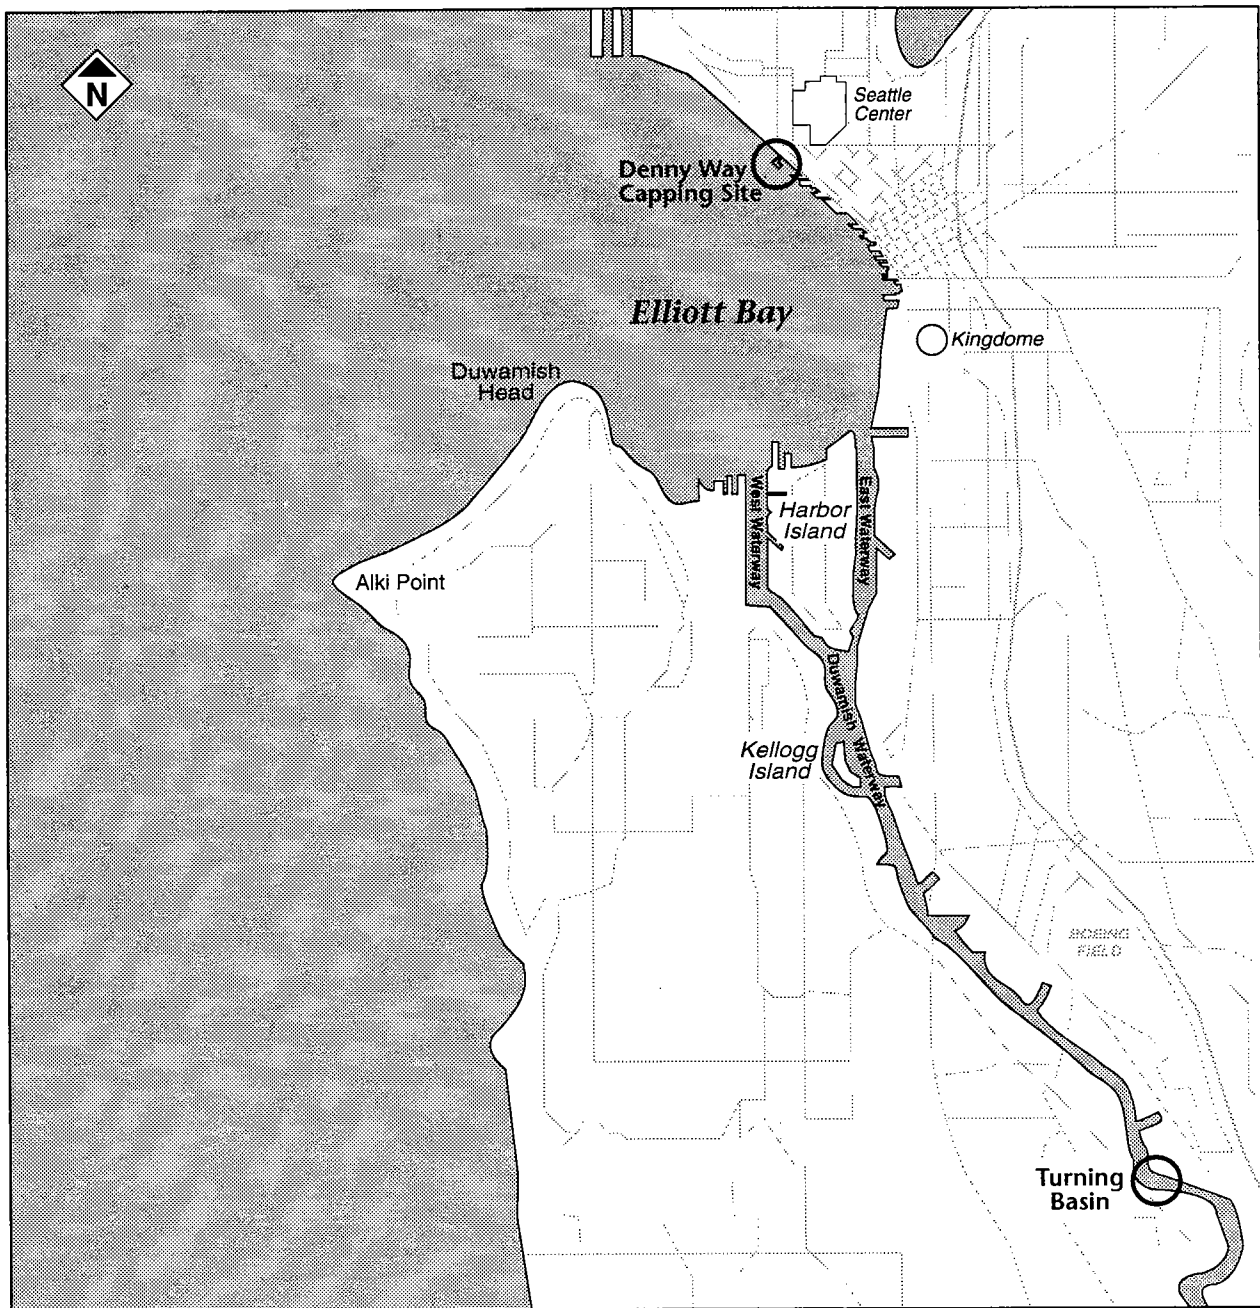 N
Seattle
Center
Denny Way
Capping Site
Elliott Bay
Kingdome
Duwamish
Head
West Waterway
Harbor
Island
East Waterway
Alki Point
Duwamish Waterway
Kellogg
Island
BOEING
FIELD
Turning
Basin